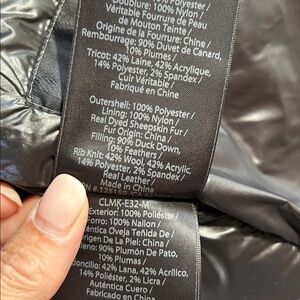 100% Polyester /
Doublure: 100% Nylon /
Véritable Fourrure de Peau
de Mouton Teinte /
Origine de la Fourrure: Chine /
Rembourrage: 90% Duvet de Canard,
10% Plumes /
Tricot: 42% Laine, 42% Acrylique,
14% Polyester, 2% Spandex /
Cuir Véritable /
Fabriqué en Chine
Outershell: 100% Polyester /
Lining: 100% Nylon /
Real Dyed Sheepskin Fur /
Fur Origin: China /
Filling: 90% Duck Down,
10% Feathers /
Rib Knit: 42% Wool, 42% Acrylic,
14% Polyester, 2% Spandex /
Real Leather /
Made in China
CLMK-E32-M
Exterior: 100% Poliéster /
Forro: 100% Nailon /
Auténtica Oveja Teñida De
Origen De La Piel: China /
90% Plumón De Pato,
10% Plumas /
42% Lana, 42% Acrílico,
14% Poliéster, 2% Licra /
Auténtica Cuero /
Fabricado en China